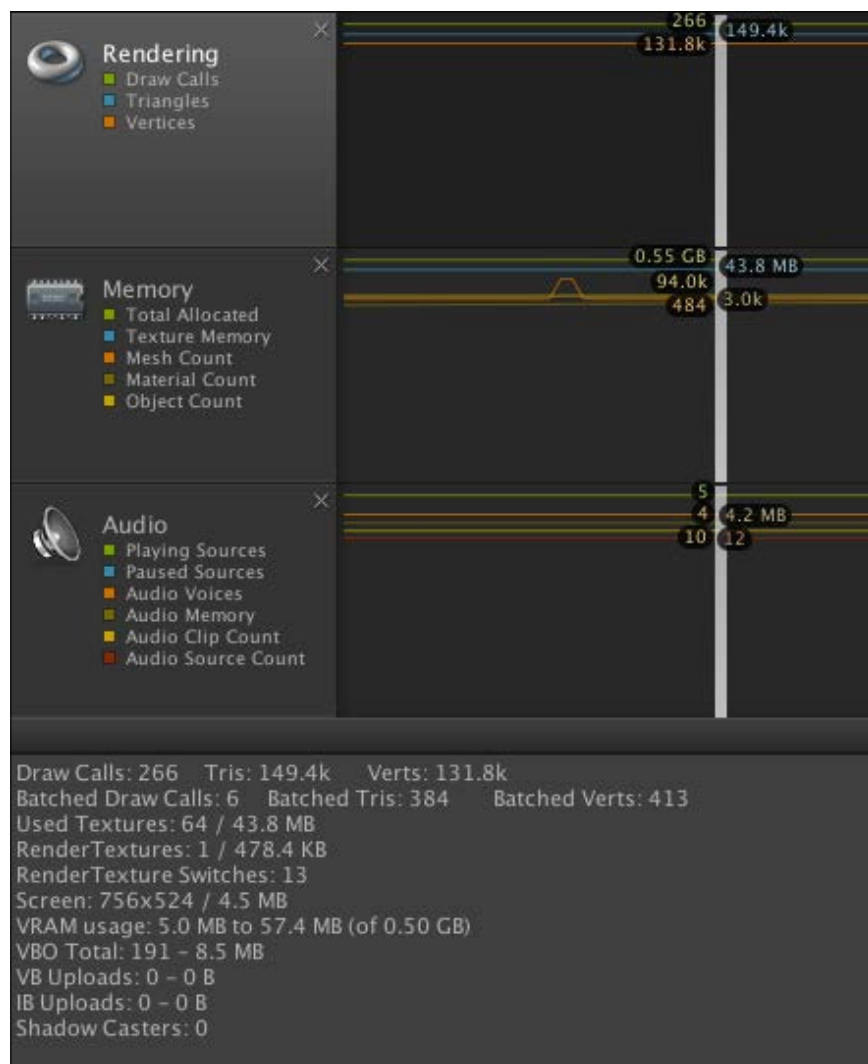 Rendering
Draw Calls
Triangles
Vertices
266
149.4k
131.8k
Memory
Total Allocated
Texture Memory
Mesh Count
Material Count
Object Count
0.55 GB
43.8 MB
94.0k
3.0k
484
Audio
Playing Sources
Paused Sources
Audio Voices
Audio Memory
Audio Clip Count
Audio Source Count
5
4
4.2 MB
10
12
Draw Calls: 266 Tris: 149.4k Verts: 131.8k
Batched Draw Calls: 6 Batched Tris: 384 Batched Verts: 413
Used Textures: 64 / 43.8 MB
RenderTextures: 1 / 478.4 KB
RenderTexture Switches: 13
Screen: 756x524 / 4.5 MB
VRAM usage: 5.0 MB to 57.4 MB (of 0.50 GB)
VBO Total: 191 – 8.5 MB
VB Uploads: 0 – 0 B
IB Uploads: 0 – 0 B
Shadow Casters: 0